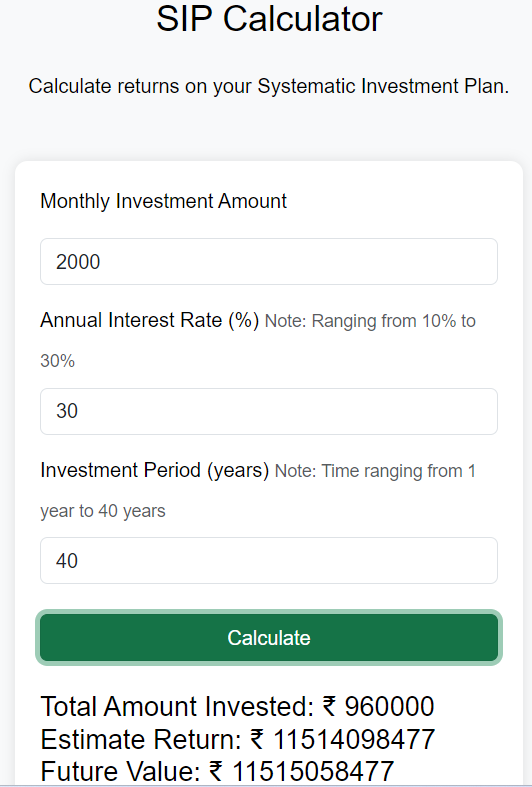 SIP Calculator
Calculate returns on your Systematic Investment Plan.
Monthly Investment Amount
2000
Annual Interest Rate (%) Note: Ranging from 10% to
30%
30
Investment Period (years) Note: Time ranging from 1
year to 40 years
40
Calculate
Total Amount Invested: ₹ 960000
Estimate Return: ₹ 11514098477
Future Value: ₹ 11515058477